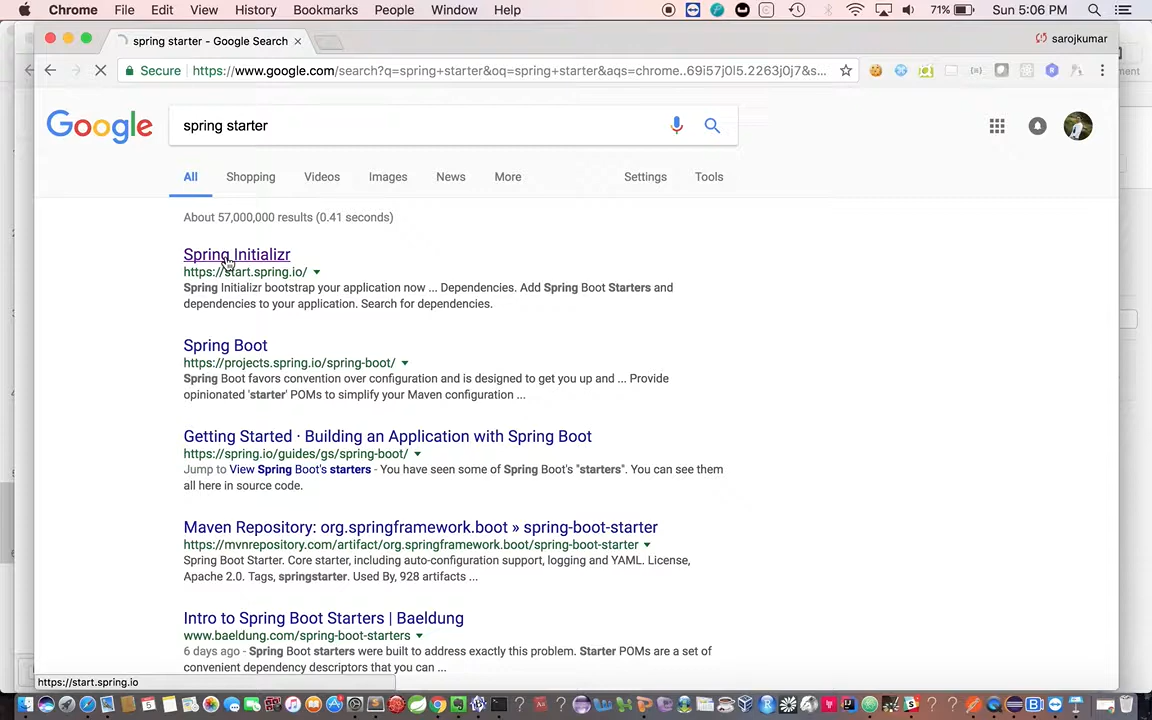 Chrome File Edit View History Bookmarks People Window Help 71% Sun 5:06 PM
spring starter - Google Search sarojkumar
Secure https://www.google.com/search?q=spring+starter&oq=spring+starter&aqs=chrome..69i57j0l5.2263j0j7&s...
Google spring starter
All Shopping Videos Images News More Settings Tools
About 57,000,000 results (0.41 seconds)
Spring Initializr
https://start.spring.io/
Spring Initializr bootstrap your application now ... Dependencies. Add Spring Boot Starters and
dependencies to your application. Search for dependencies.
Spring Boot
https://projects.spring.io/spring-boot/
Spring Boot favors convention over configuration and is designed to get you up and ... Provide
opinionated 'starter' POMs to simplify your Maven configuration ...
Getting Started · Building an Application with Spring Boot
https://spring.io/guides/gs/spring-boot/
Jump to View Spring Boot's starters - You have seen some of Spring Boot's "starters". You can see them
all here in source code.
Maven Repository: org.springframework.boot » spring-boot-starter
https://mvnrepository.com/artifact/org.springframework.boot/spring-boot-starter
Spring Boot Starter. Core starter, including auto-configuration support, logging and YAML. License,
Apache 2.0. Tags, springstarter. Used By, 928 artifacts ...
Intro to Spring Boot Starters | Baeldung
www.baeldung.com/spring-boot-starters
6 days ago - Spring Boot starters were built to address exactly this problem. Starter POMs are a set of
convenient dependency descriptors that you can ...
https://start.spring.io